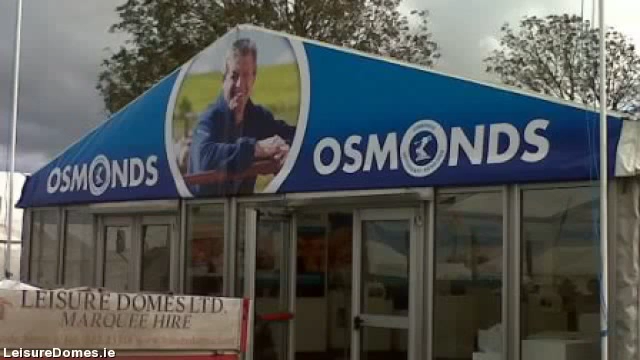 OSMONDS
OSMONDS
LEISURE DOMES LTD.
MARQUEE HIRE
LeisureDomes.ie